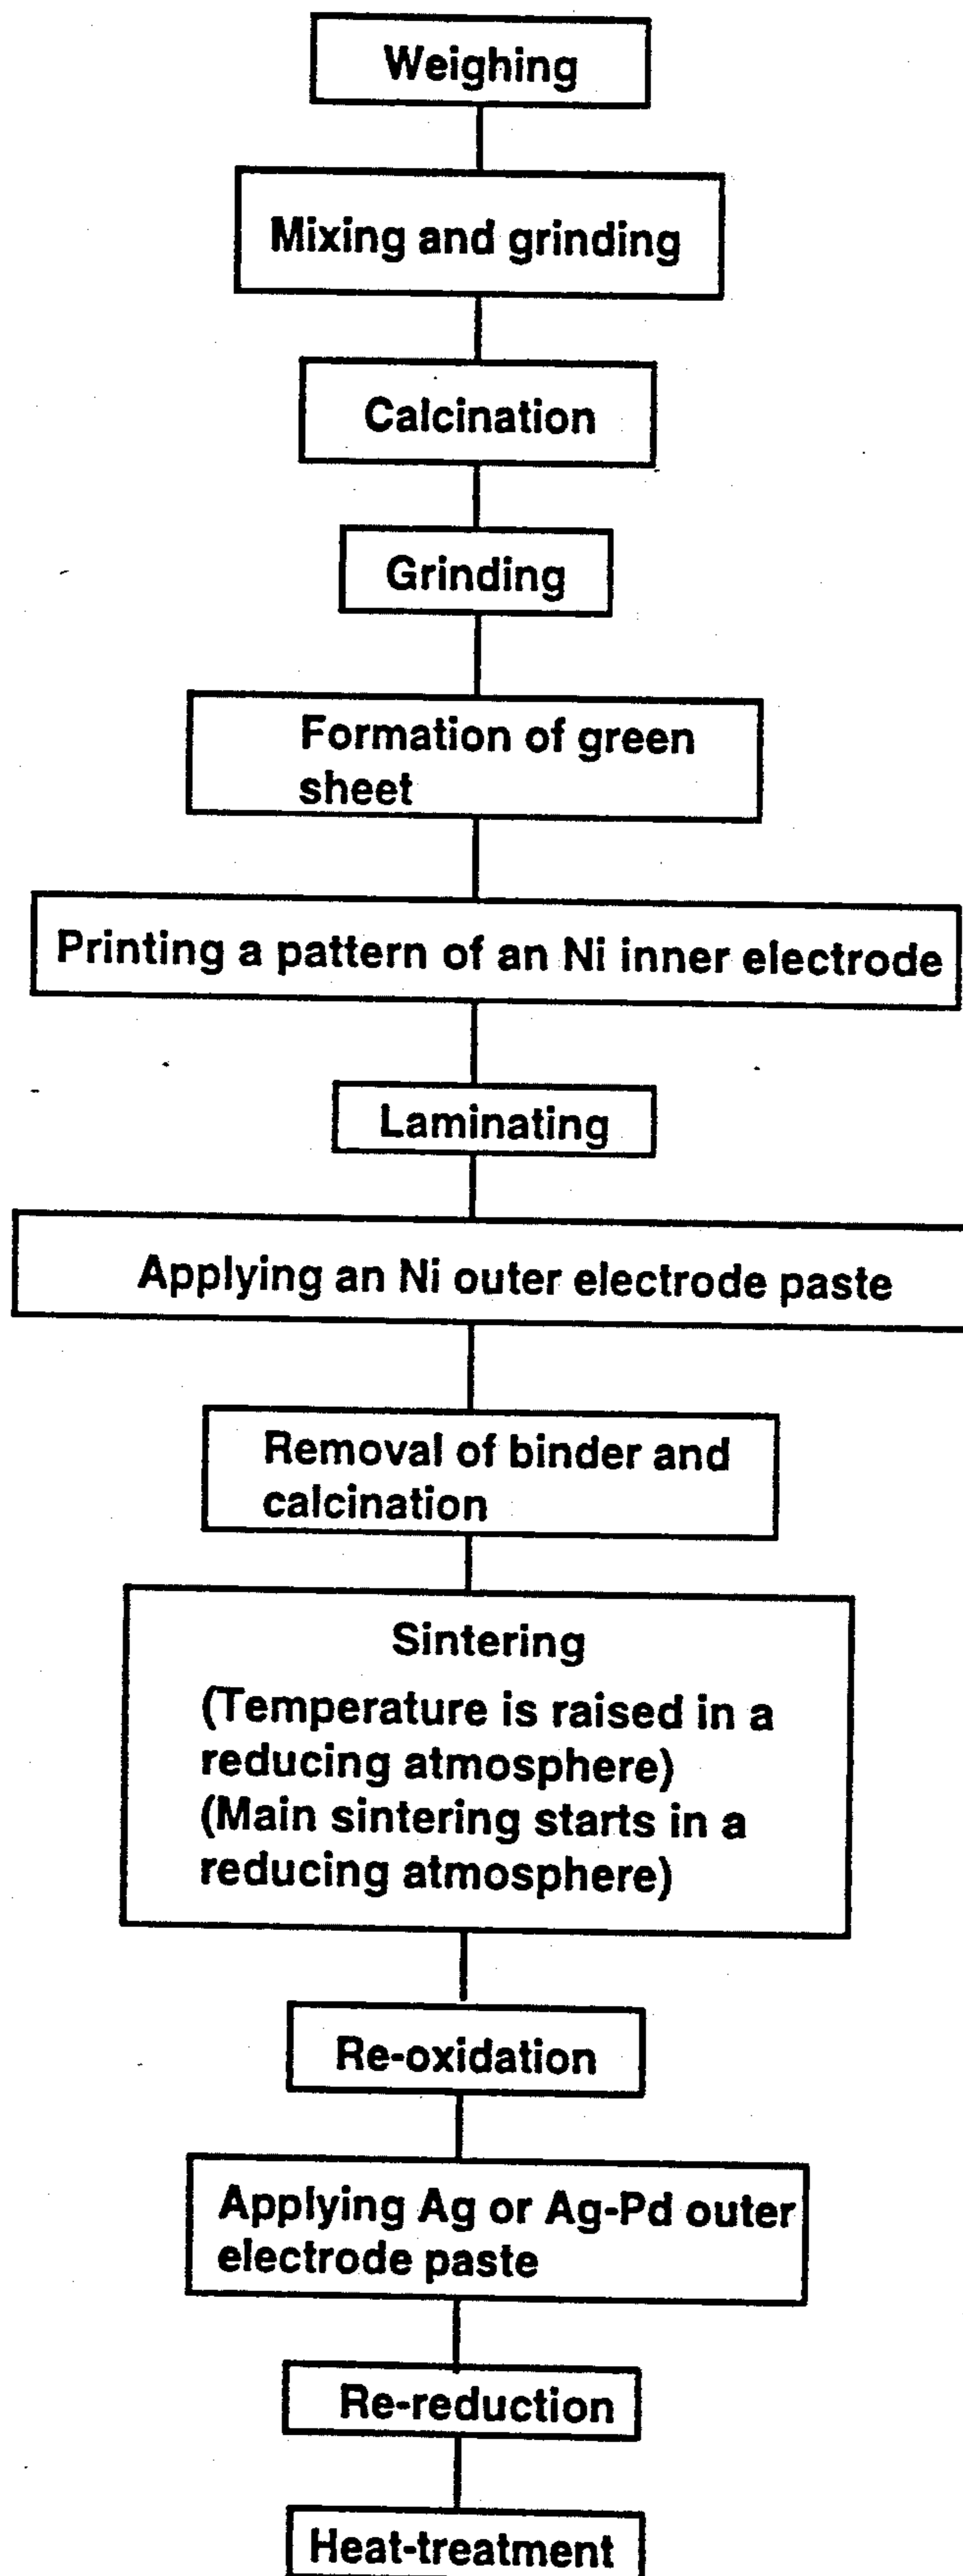 Weighing
Mixing and grinding
Calcination
Grinding
Formation of green
sheet
Printing a pattern of an Ni inner electrode
Laminating
Applying an Ni outer electrode paste
Removal of binder and
calcination
Sintering
(Temperature is raised in a
reducing atmosphere)
(Main sintering starts in a
reducing atmosphere)
Re-oxidation
Applying Ag or Ag-Pd outer
electrode paste
Re-reduction
Heat-treatment